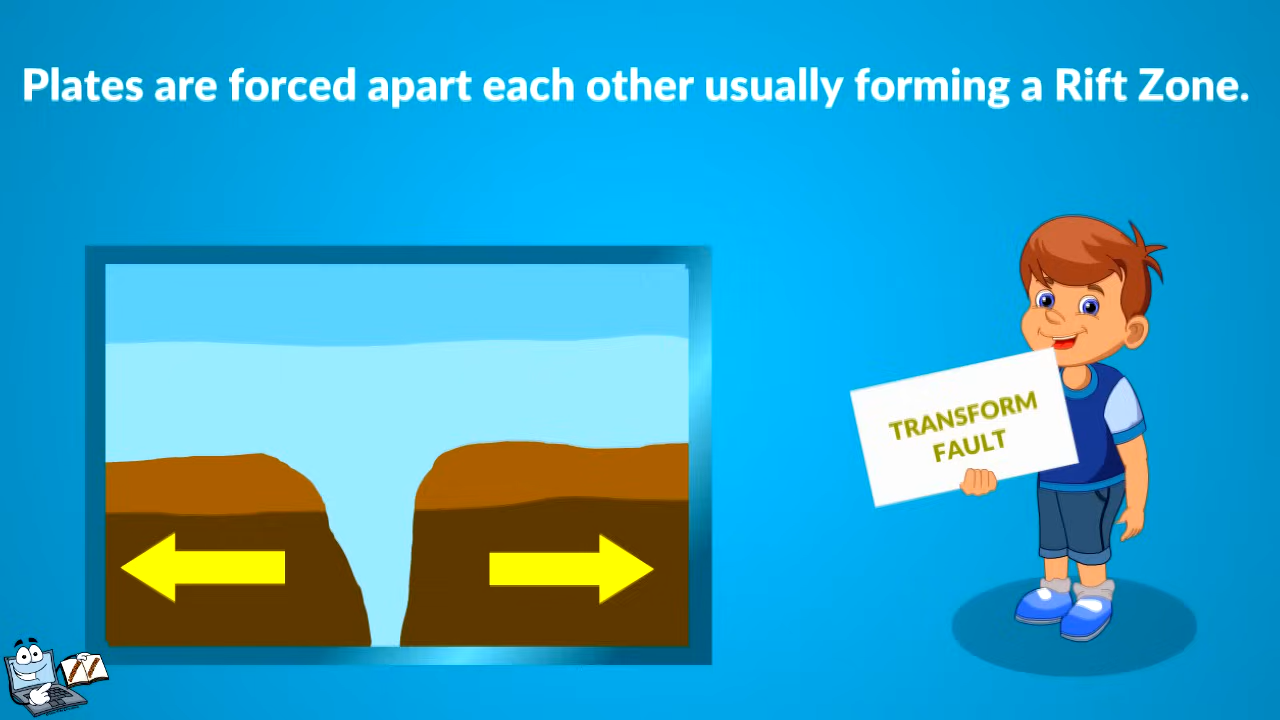 Plates are forced apart each other usually forming a Rift Zone.
TRANSFORM
FAULT